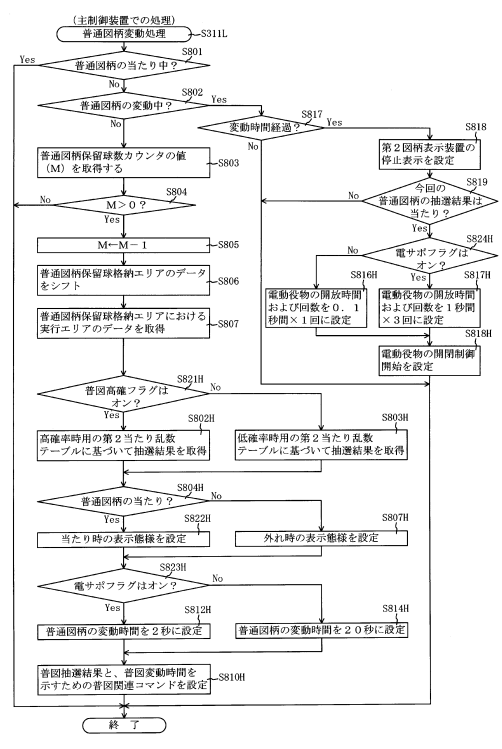 (主制御装置での処理)
普通図柄変動処理
S311L
S801
Yes
普通図柄の当たり中?
No
S802
普通図柄の変動中?
Yes
No
S817
変動時間経過?
Yes
No
S818
第2図柄表示装置の
停止表示を設定
S819
今回の
普通図柄の抽選結果は
当たり?
No
Yes
S824H
電サポフラグは
オン?
No
Yes
S816H
電動役物の開放時間
および回数を0.1
秒間×1回に設定
S817H
電動役物の開放時間
および回数を1秒間
×3回に設定
S818H
電動役物の開閉制御
開始を設定
普通図柄保留球数カウンタの値
(M)を取得する
S803
S804
M>0?
No
Yes
M←M-1
S805
普通図柄保留球格納エリアのデータ
をシフト
S806
普通図柄保留球格納エリアにおける
実行エリアのデータを取得
S807
S821H
普図高確フラグは
オン?
No
Yes
S802H
高確率時用の第2当たり乱数
テーブルに基づいて抽選結果を取得
S803H
低確率時用の第2当たり乱数
テーブルに基づいて抽選結果を取得
S804H
普通図柄の当たり?
No
Yes
S822H
当たり時の表示態様を設定
S807H
外れ時の表示態様を設定
S823H
電サポフラグはオン?
No
Yes
S812H
普通図柄の変動時間を2秒に設定
S814H
普通図柄の変動時間を20秒に設定
普図抽選結果と、普図変動時間を
示すための普図関連コマンドを設定
S810H
終了